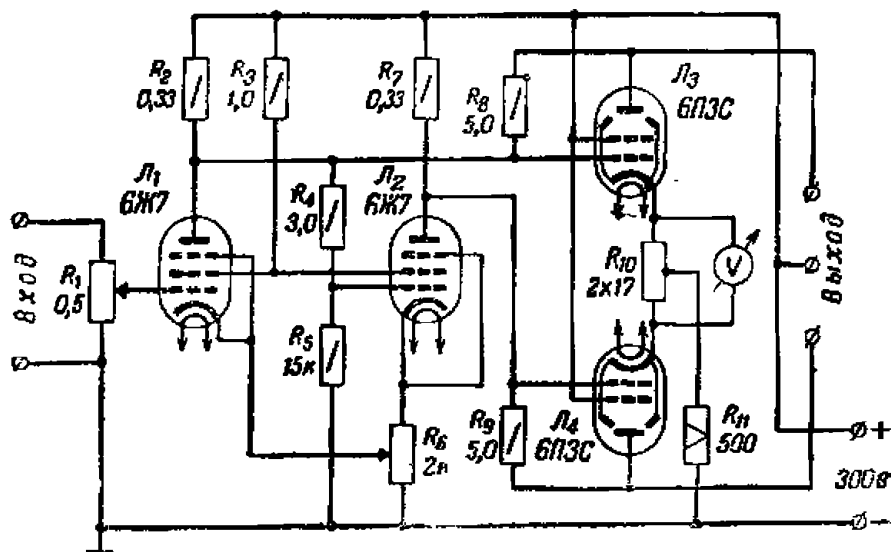 R2
0,33
R3
1,0
R7
0,33
R8
5,0
Л3
6П3С
Л1
6Ж7
R4
3,0
Л2
6Ж7
Вход
R1
0,5
R5
15к
R6
2к
R9
5,0
Л4
6П3С
R10
2×17
V
R11
500
Выход
+
300в
−